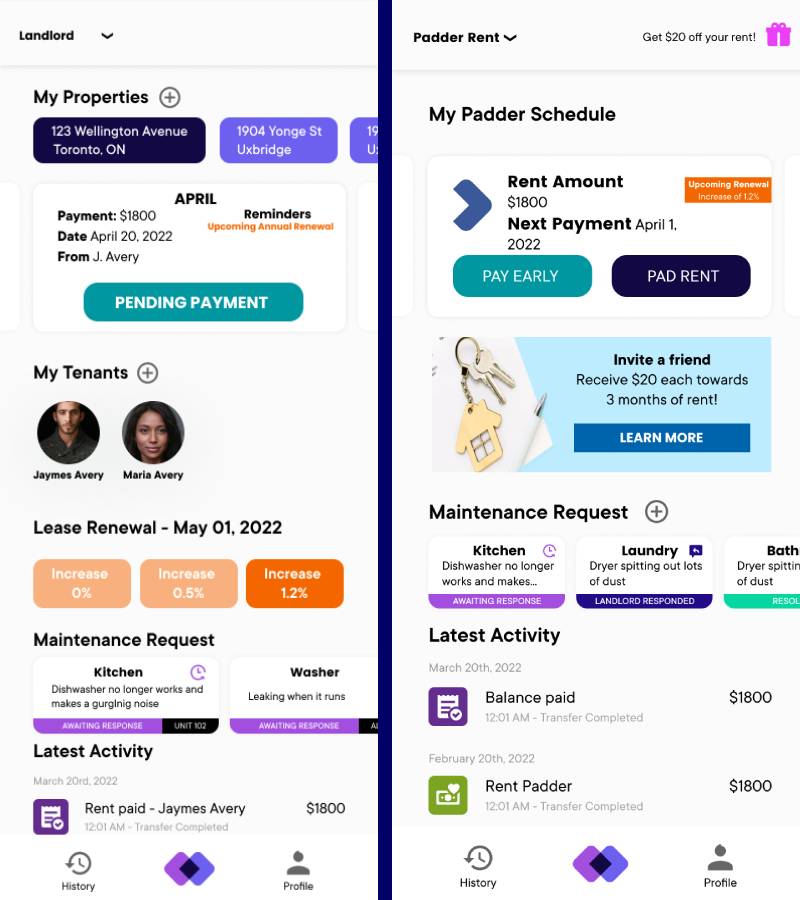 Landlord
My Properties
123 Wellington Avenue
Toronto, ON
1904 Yonge St
Uxbridge
19
APRIL
Payment: $1800
Date April 20, 2022
From J. Avery
Reminders
Upcoming Annual Renewal
PENDING PAYMENT
My Tenants
Jaymes Avery
Maria Avery
Lease Renewal - May 01, 2022
Increase
0%
Increase
0.5%
Increase
1.2%
Maintenance Request
Kitchen
Dishwasher no longer works and
makes a gurglnig noise
AWAITING RESPONSE
UNIT 102
Washer
Leaking when it runs
AWAITING RESPONSE
Latest Activity
March 20rd, 2022
Rent paid - Jaymes Avery
$1800
12:01 AM - Transfer Completed
History
Profile
Padder Rent
Get $20 off your rent!
My Padder Schedule
Rent Amount
$1800
Next Payment April 1,
2022
Upcoming Renewal
Increase of 1.2%
PAY EARLY
PAD RENT
Invite a friend
Receive $20 each towards
3 months of rent!
LEARN MORE
Maintenance Request
Kitchen
Dishwasher no longer
works and makes...
AWAITING RESPONSE
Laundry
Dryer spitting out lots
of dust
LANDLORD RESPONDED
Bath
Dryer spittin
of dust
RESOL
Latest Activity
March 20th, 2022
Balance paid
$1800
12:01 AM - Transfer Completed
February 20th, 2022
Rent Padder
$1800
12:01 AM - Transfer Completed
History
Profile